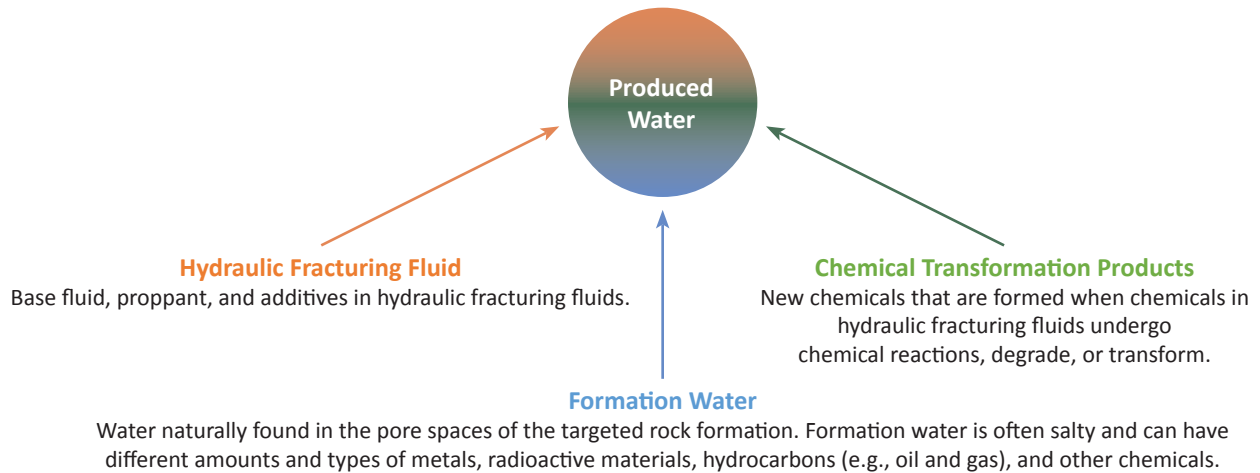 Produced
Water
Hydraulic Fracturing Fluid
Base fluid, proppant, and additives in hydraulic fracturing fluids.
Chemical Transformation Products
New chemicals that are formed when chemicals in
hydraulic fracturing fluids undergo
chemical reactions, degrade, or transform.
Formation Water
Water naturally found in the pore spaces of the targeted rock formation. Formation water is often salty and can have
different amounts and types of metals, radioactive materials, hydrocarbons (e.g., oil and gas), and other chemicals.